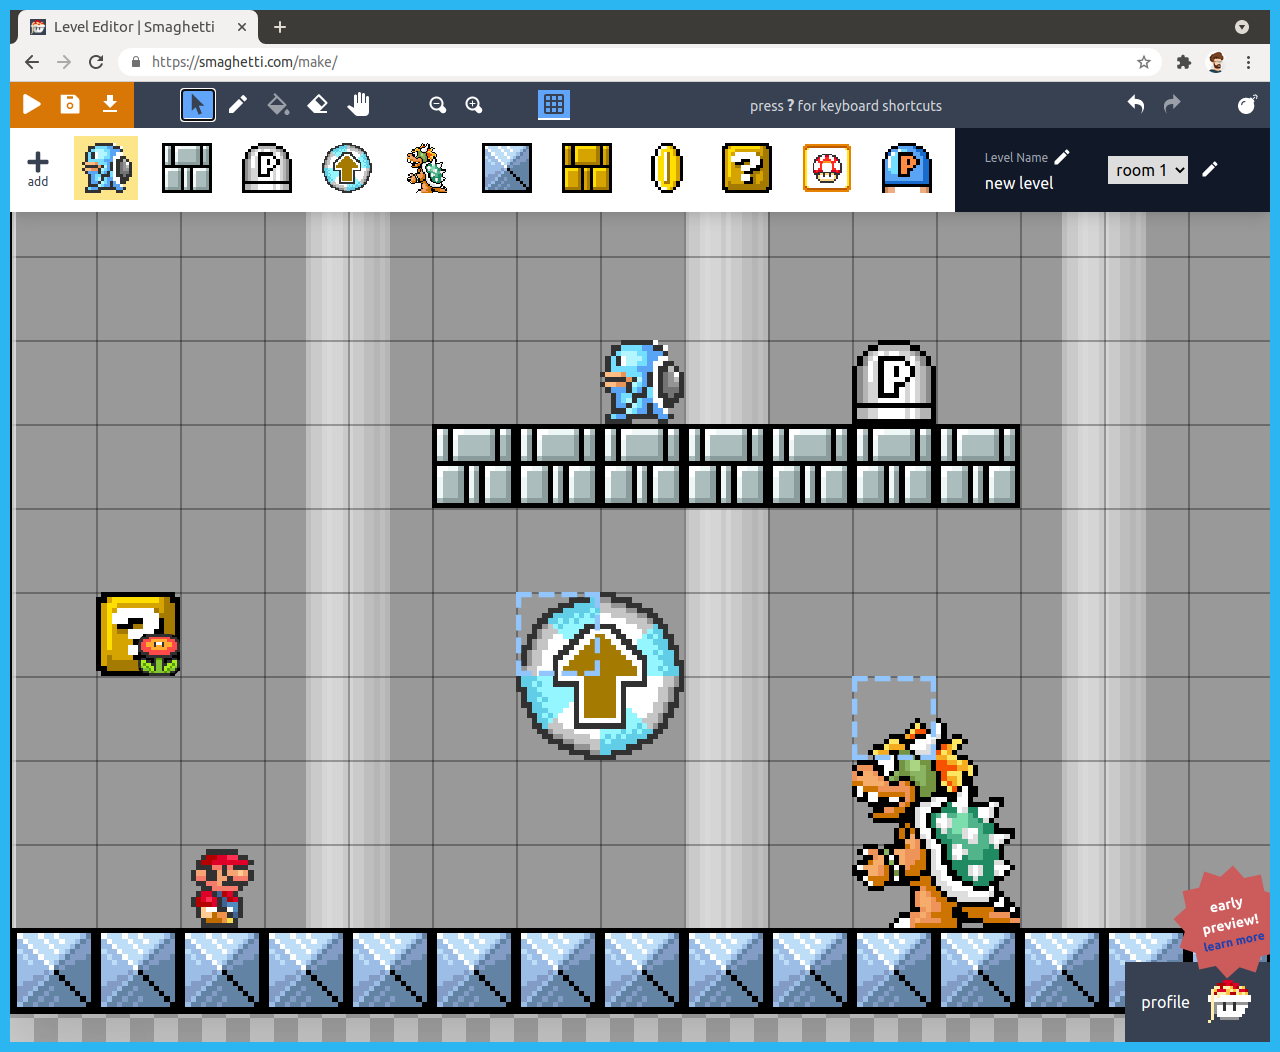 Level Editor | Smaghetti
https://smaghetti.com/make/
press ? for keyboard shortcuts
add
P
?
P
Level Name
new level
room 1
P
?
early
preview!
learn more
profile